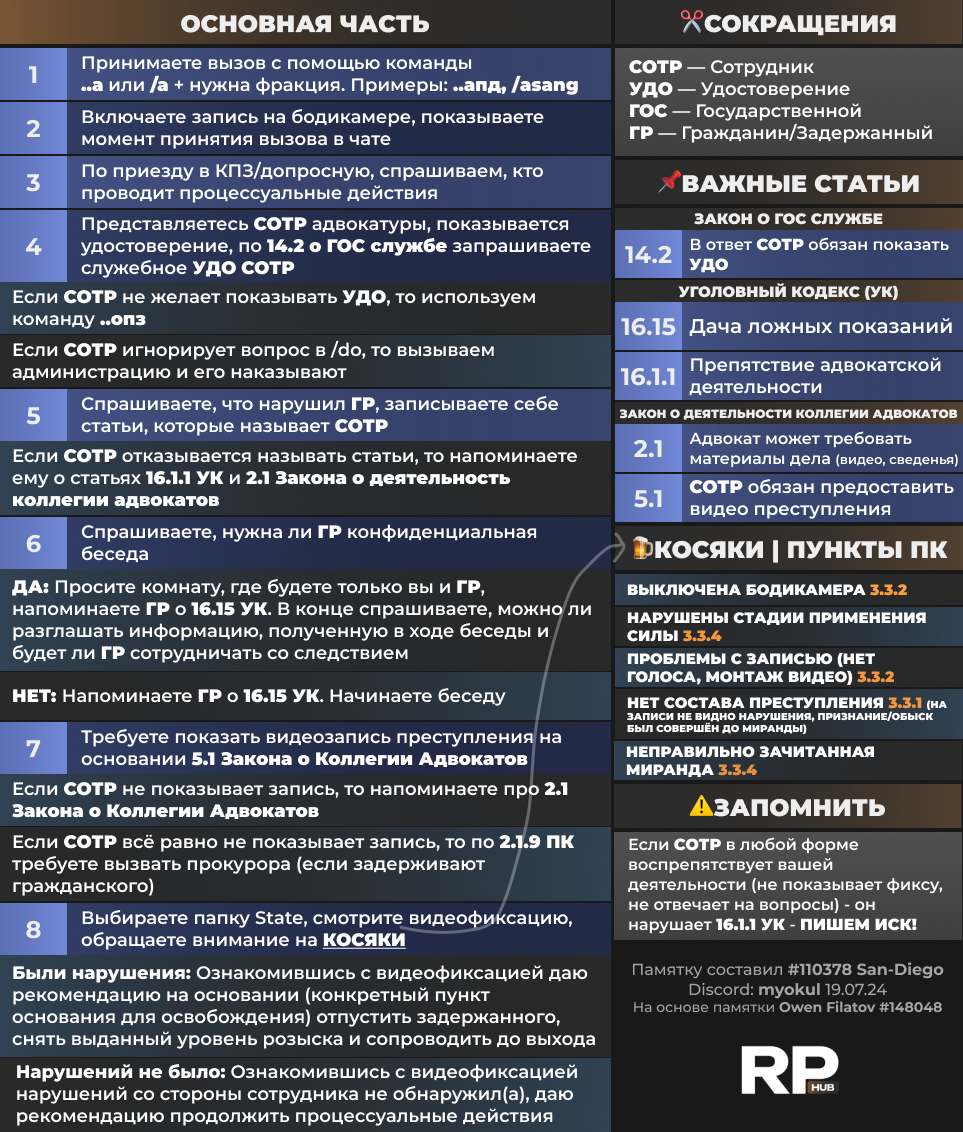 ОСНОВНАЯ ЧАСТЬ
1
Принимаете вызов с помощью команды
..а или /а + нужна фракция. Примеры: ..апд, /asang
2
Включаете запись на бодикамере, показываете
момент принятия вызова в чате
3
По приезду в КПЗ/допросную, спрашиваем, кто
проводит процессуальные действия
4
Представляетесь СОТР адвокатуры, показывается
удостоверение, по 14.2 о ГОС службе запрашиваете
служебное УДО СОТР
Если СОТР не желает показывать УДО, то используем
команду ..опз
Если СОТР игнорирует вопрос в /do, то вызываем
администрацию и его наказывают
5
Спрашиваете, что нарушил ГР, записываете себе
статьи, которые называет СОТР
Если СОТР отказывается называть статьи, то напоминаете
ему о статьях 16.1.1 УК и 2.1 Закона о деятельность
коллегии адвокатов
6
Спрашиваете, нужна ли ГР конфиденциальная
беседа
ДА: Просите комнату, где будете только вы и ГР,
напоминаете ГР о 16.15 УК. В конце спрашиваете, можно ли
разглашать информацию, полученную в ходе беседы и
будет ли ГР сотрудничать со следствием
НЕТ: Напоминаете ГР о 16.15 УК. Начинаете беседу
7
Требуете показать видеозапись преступления на
основании 5.1 Закона о Коллегии Адвокатов
Если СОТР не показывает запись, то напоминаете про 2.1
Закона о Коллегии Адвокатов
Если СОТР всё равно не показывает запись, то по 2.1.9 ПК
требуете вызвать прокурора (если задерживают
гражданского)
8
Выбираете папку State, смотрите видеофиксацию,
обращаете внимание на КОСЯКИ
Были нарушения: Ознакомившись с видеофиксацией даю
рекомендацию на основании (конкретный пункт
основания для освобождения) отпустить задержанного,
снять выданный уровень розыска и сопроводить до выхода
Нарушений не было: Ознакомившись с видеофиксацией
нарушений со стороны сотрудника не обнаружил(а), даю
рекомендацию продолжить процессуальные действия
СОКРАЩЕНИЯ
СОТР — Сотрудник
УДО — Удостоверение
ГОС — Государственной
ГР — Гражданин/Задержанный
ВАЖНЫЕ СТАТЬИ
ЗАКОН О ГОС СЛУЖБЕ
14.2
В ответ СОТР обязан показать
УДО
УГОЛОВНЫЙ КОДЕКС (УК)
16.15
Дача ложных показаний
16.1.1
Препятствие адвокатской
деятельности
ЗАКОН О ДЕЯТЕЛЬНОСТИ КОЛЛЕГИИ АДВОКАТОВ
2.1
Адвокат может требовать
материалы дела (видео, сведенья)
5.1
СОТР обязан предоставить
видео преступления
КОСЯКИ | ПУНКТЫ ПК
ВЫКЛЮЧЕНА БОДИКАМЕРА 3.3.2
НАРУШЕНЫ СТАДИИ ПРИМЕНЕНИЯ
СИЛЫ 3.3.4
ПРОБЛЕМЫ С ЗАПИСЬЮ (НЕТ
ГОЛОСА, МОНТАЖ ВИДЕО) 3.3.2
НЕТ СОСТАВА ПРЕСТУПЛЕНИЯ 3.3.1 (НА
ЗАПИСИ НЕ ВИДНО НАРУШЕНИЯ, ПРИЗНАНИЕ/ОБЫСК
БЫЛ СОВЕРШЁН ДО МИРАНДЫ)
НЕПРАВИЛЬНО ЗАЧИТАННАЯ
МИРАНДА 3.3.4
ЗАПОМНИТЬ
Если СОТР в любой форме
воспрепятствует вашей
деятельности (не показывает фиксу,
не отвечает на вопросы) - он
нарушает 16.1.1 УК - ПИШЕМ ИСК!
Памятку составил #110378 San-Diego
Discord: myokul 19.07.24
На основе памятки Owen Filatov #148048
RP
HUB